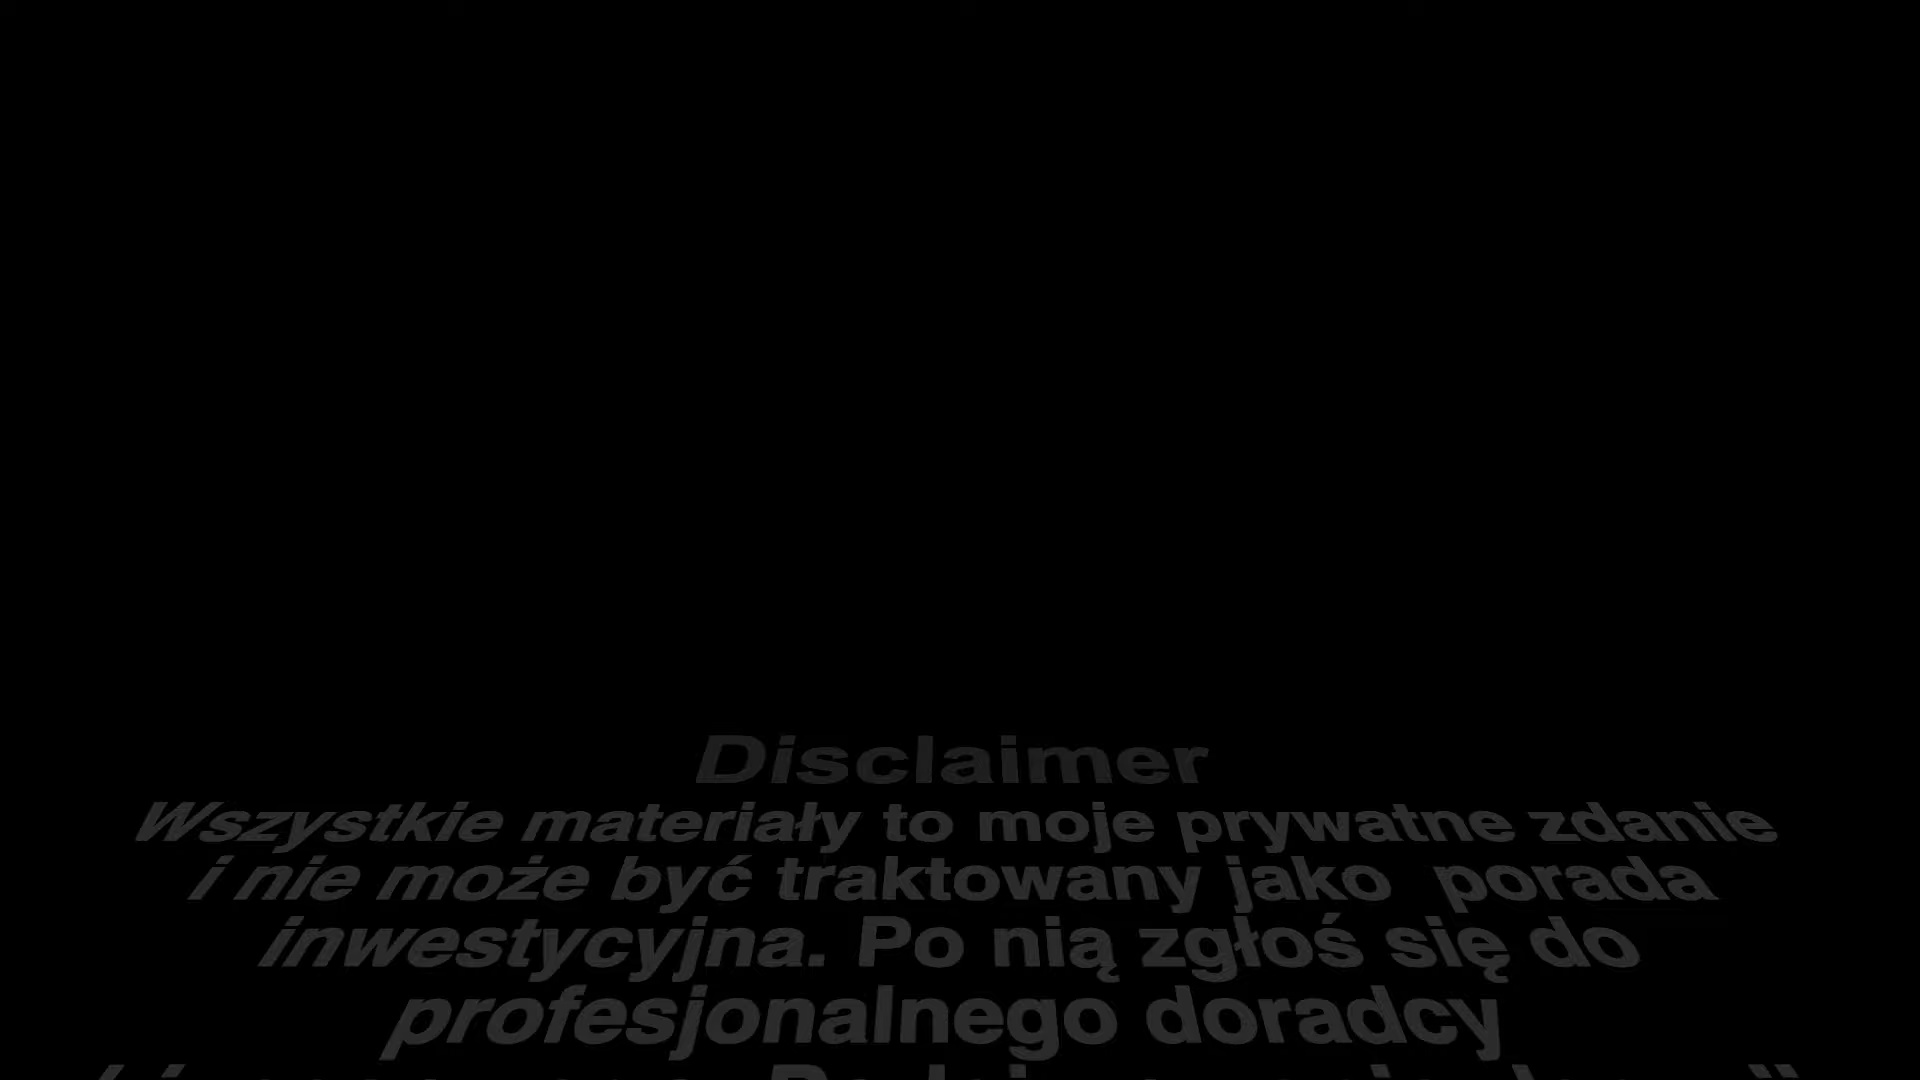 Disclaimer
Wszystkie materiały to moje prywatne zdanie
i nie może być traktowany jako porada
inwestycyjna. Po nią zgłoś się do
profesjonalnego doradcy